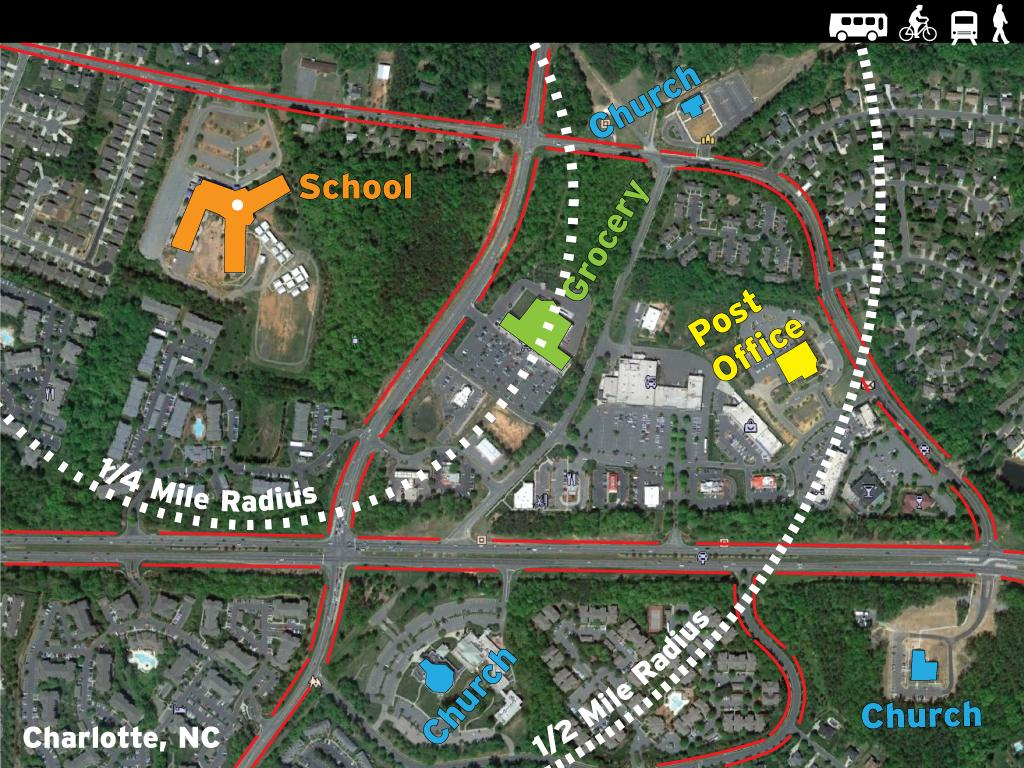 Church
School
Grocery
Post
Office
1/4 Mile Radius
1/2 Mile Radius
Church
Church
Charlotte, NC